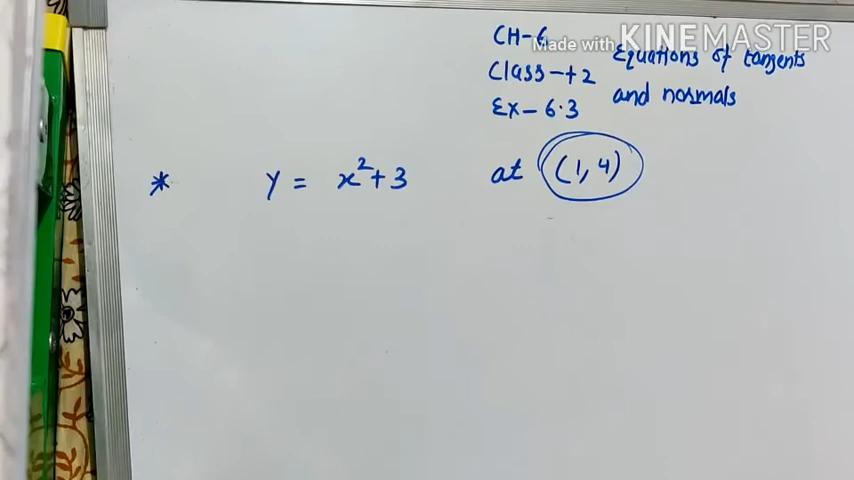 CH-6
Made with KINEMASTER
Equations of tangents
Class-+2
and normals
Ex- 6.3
* y = x²+3 at (1, 4)